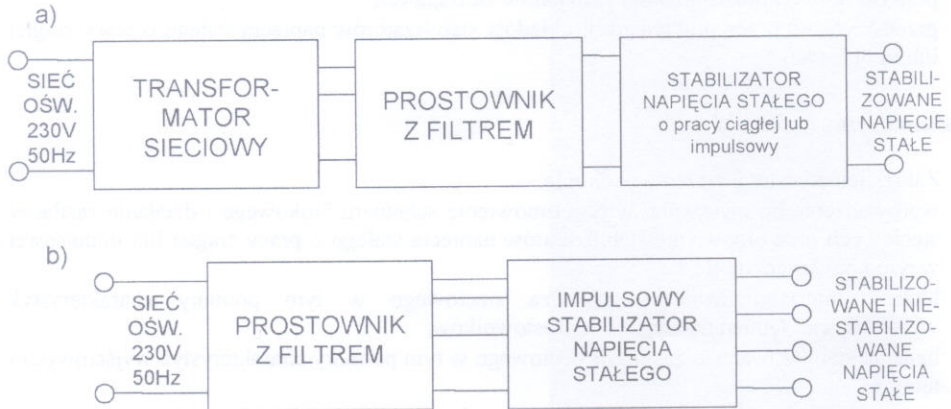 a)
SIEĆ
OŚW.
230V
50Hz
TRANSFOR-
MATOR
SIECIOWY
PROSTOWNIK
Z FILTREM
STABILIZATOR
NAPIĘCIA STAŁEGO
o pracy ciągłej lub
impulsowy
STABILI-
ZOWANE
NAPIĘCIE
STAŁE
b)
SIEĆ
OŚW.
230V
50Hz
PROSTOWNIK
Z FILTREM
IMPULSOWY
STABILIZATOR
NAPIĘCIA
STAŁEGO
STABILIZO-
WANE I NIE-
STABILIZO-
WANE
NAPIĘCIA
STAŁE